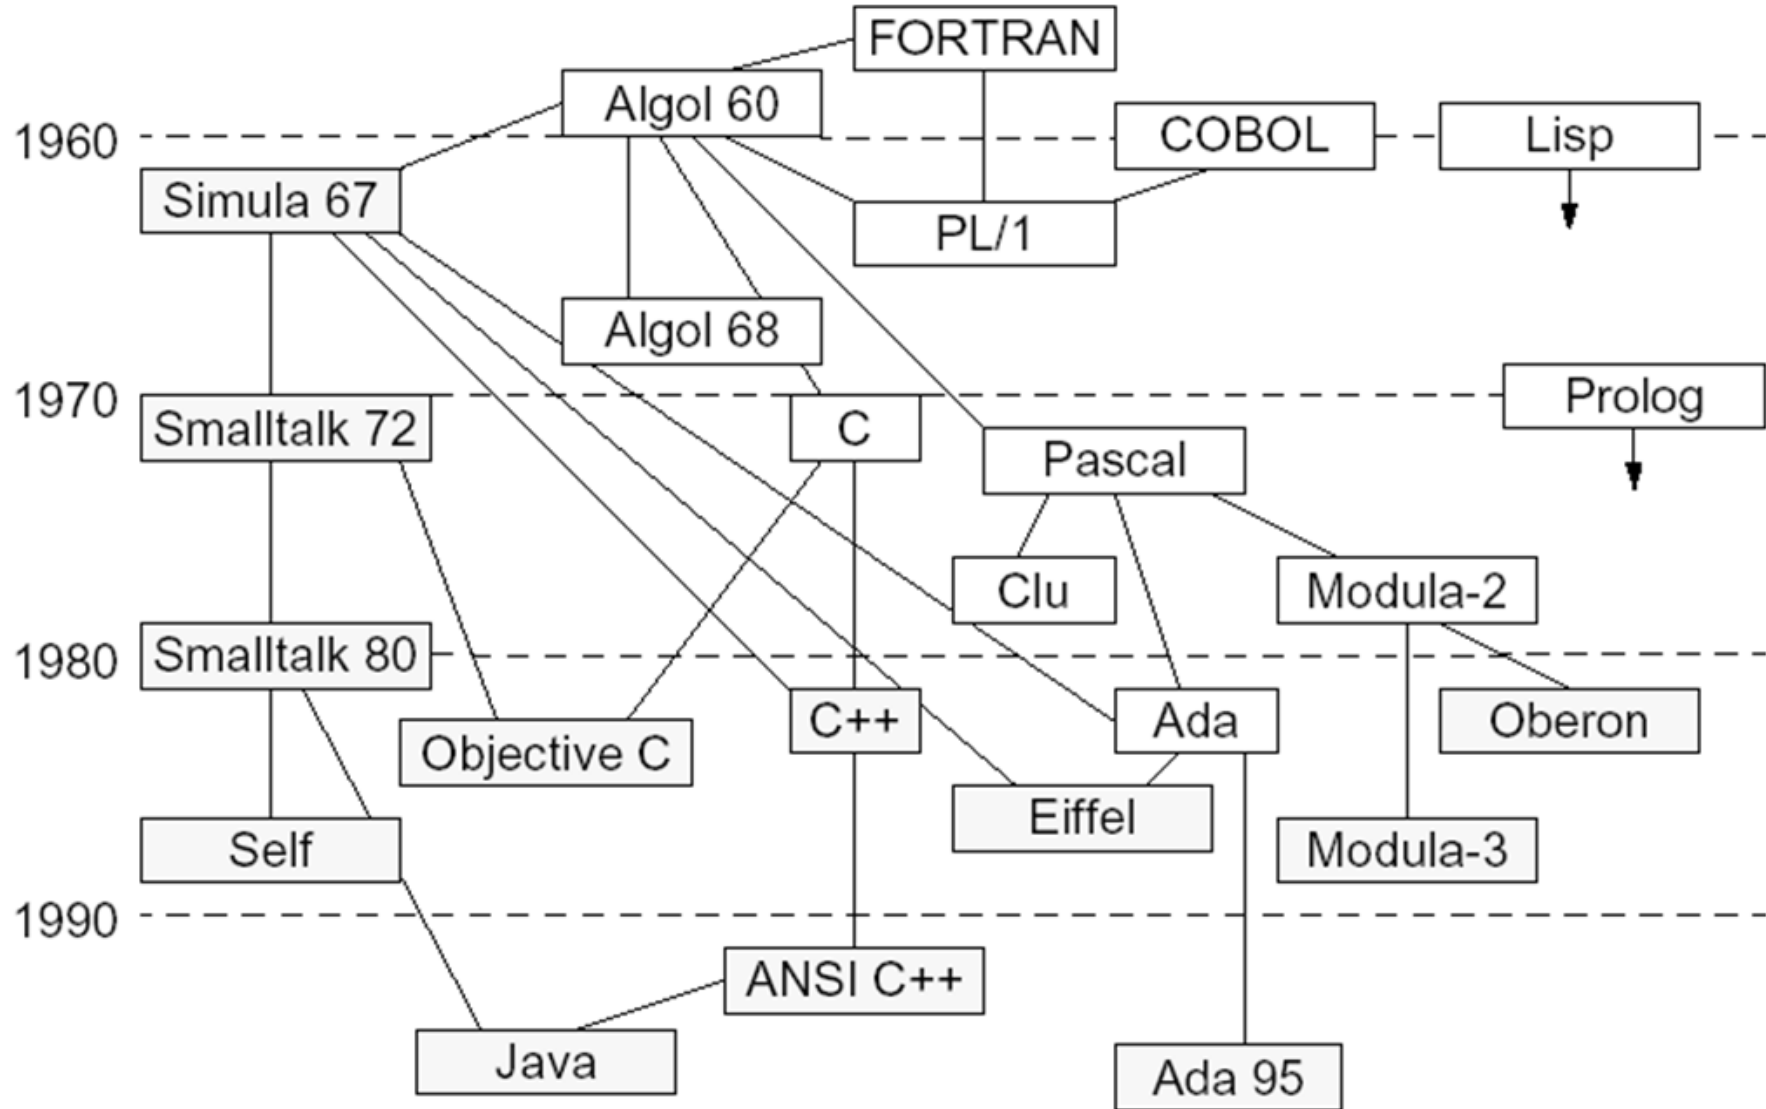 FORTRAN
Algol 60
1960
COBOL
Lisp
Simula 67
PL/1
Algol 68
1970
Prolog
Smalltalk 72
C
Pascal
Clu
Modula-2
1980
Smalltalk 80
C++
Ada
Oberon
Objective C
Eiffel
Self
Modula-3
1990
ANSI C++
Java
Ada 95